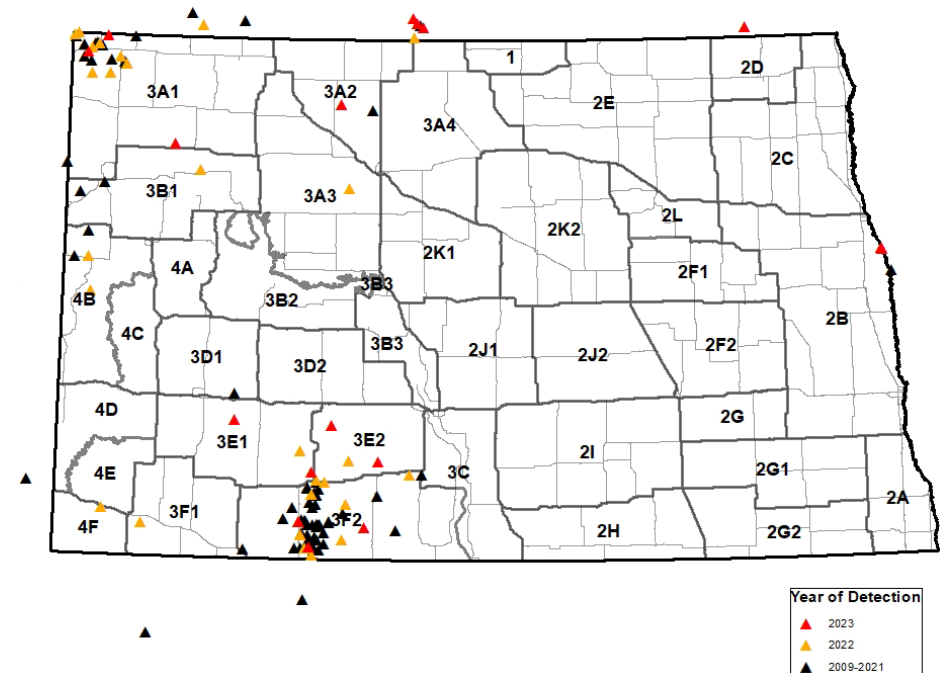 1
2D
3A1
3A2
2E
3A4
2C
3B1
3A3
2L
2K2
2K1
4A
2F1
3B3
4B
3B2
2B
4C
3B3
2F2
3D1
2J1
2J2
3D2
4D
2G
3E1
3E2
2I
4E
3C
2G1
2A
3F1
3F2
4F
2H
2G2
Year of Detection
2023
2022
2009-2021